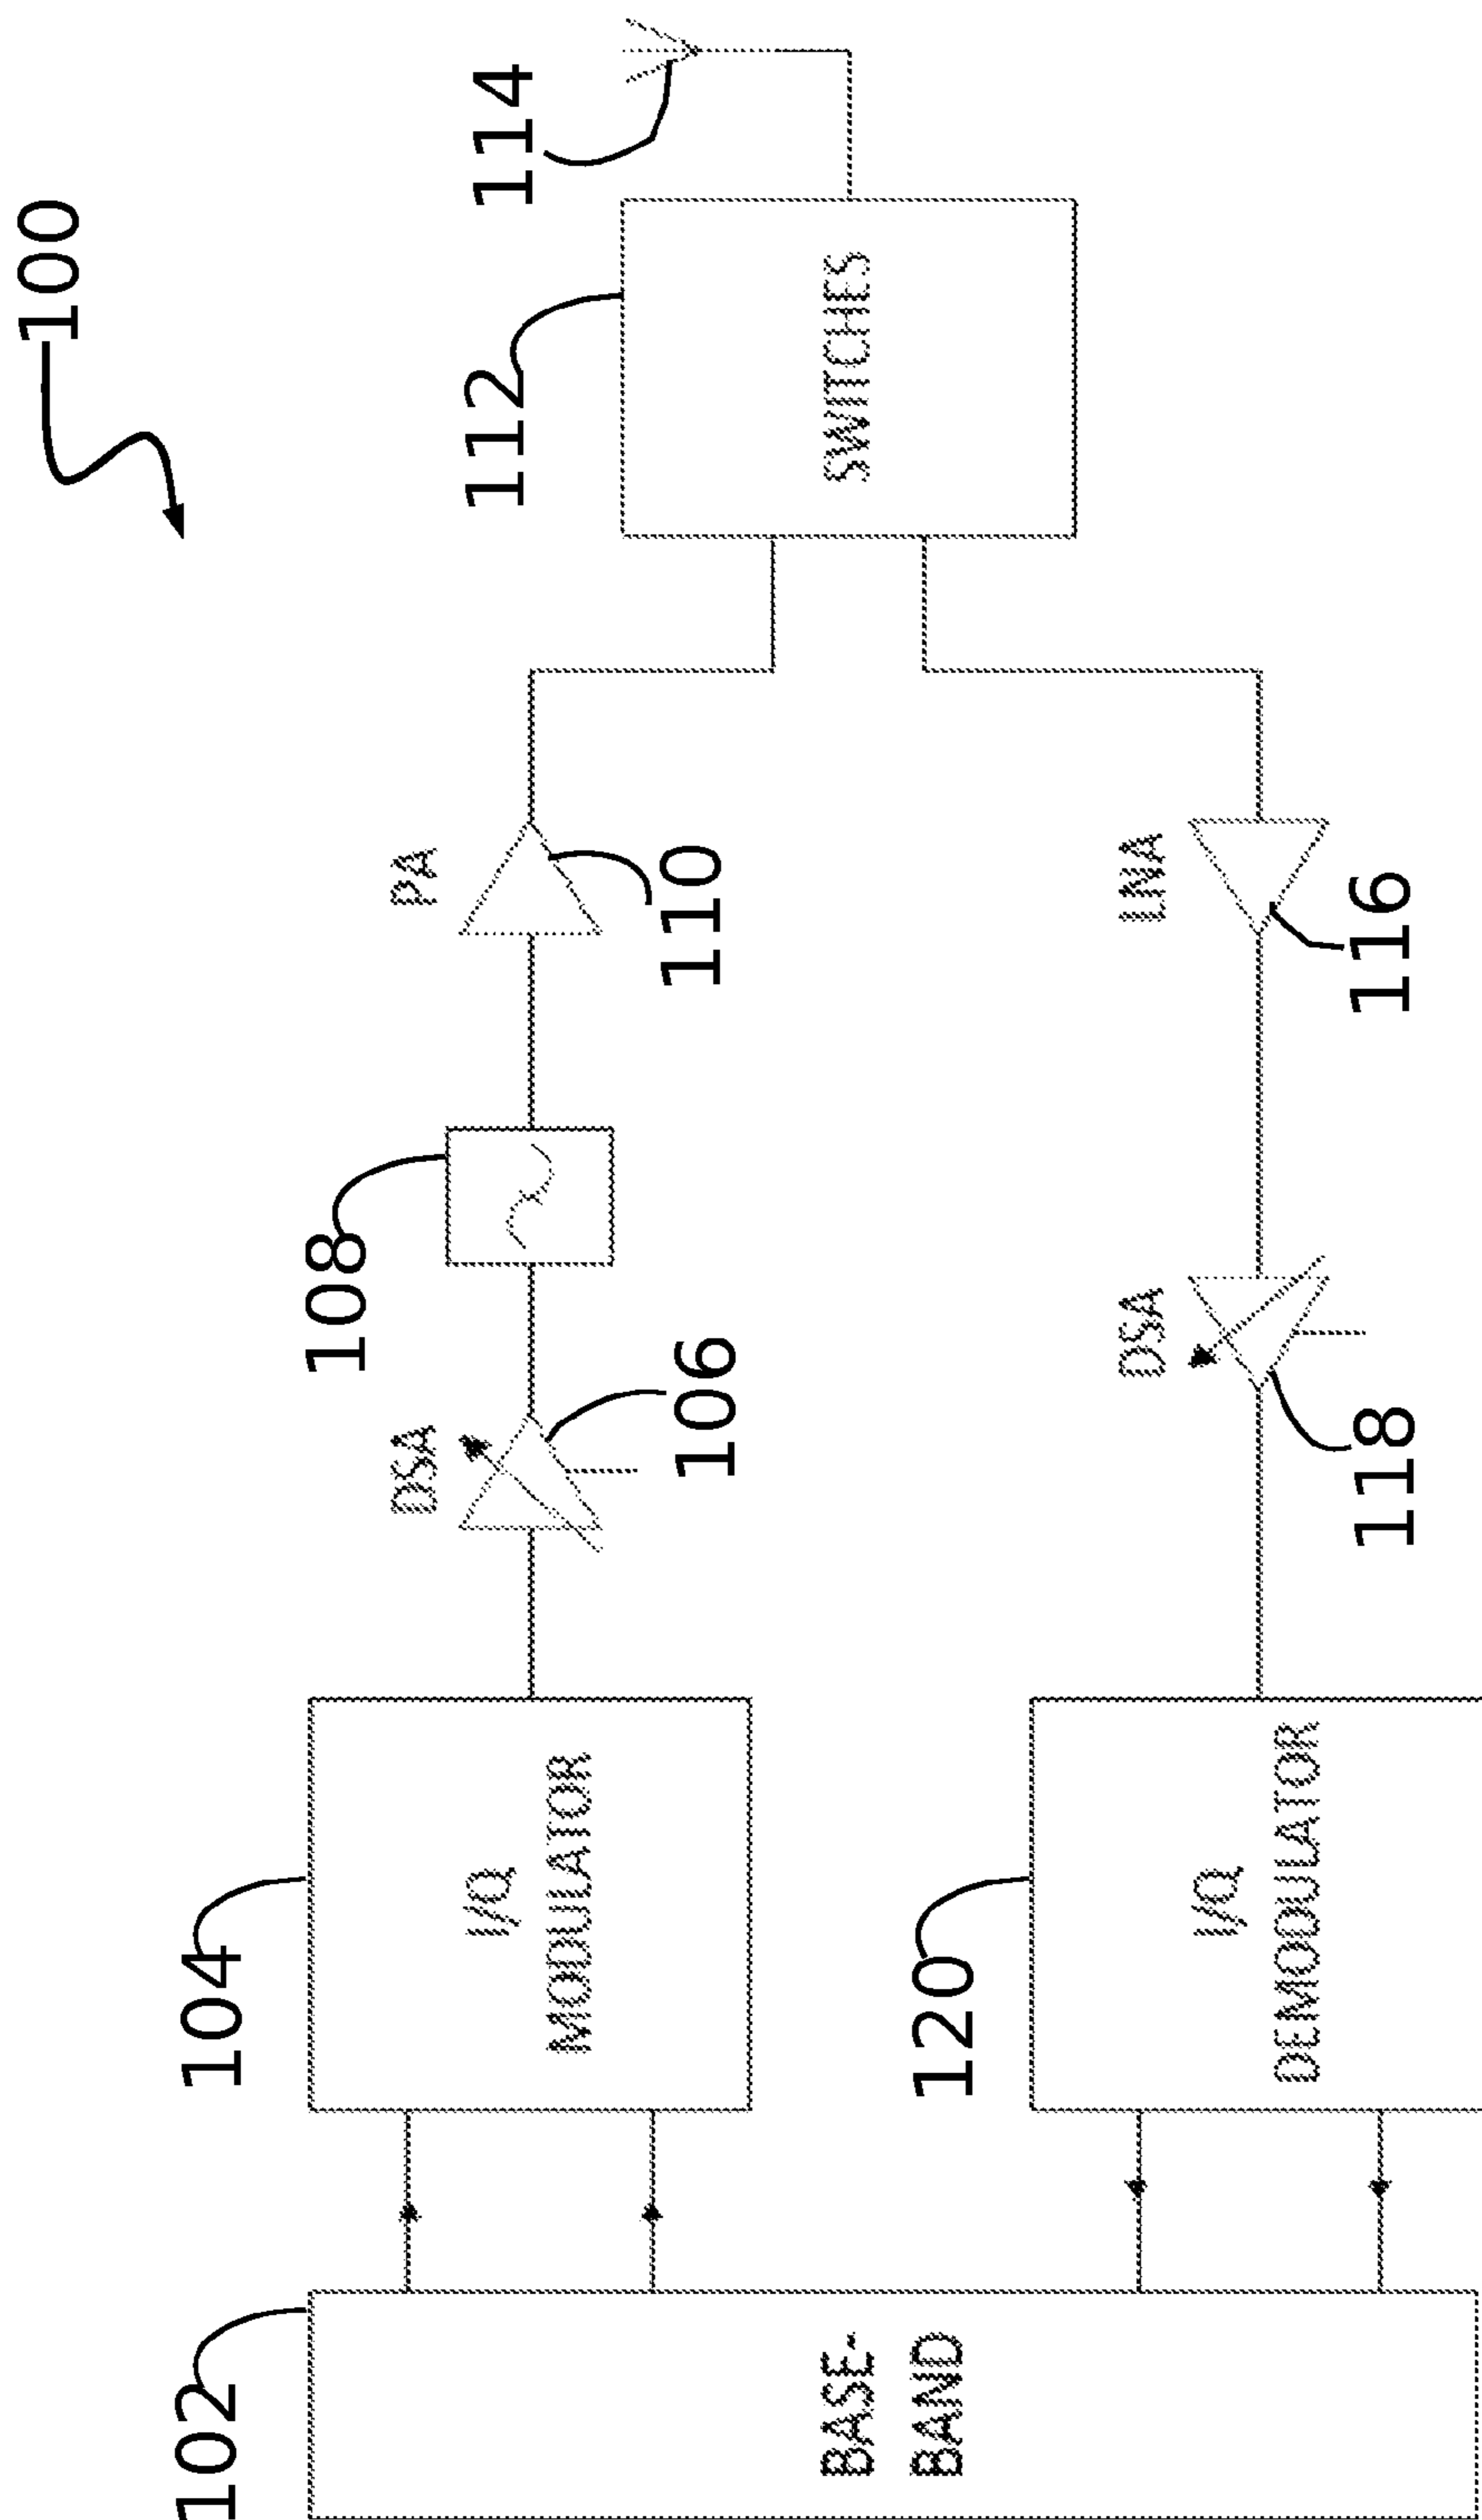 100
114
112
SWITCHES
PA
110
108
DSA
106
104
I/Q
MODULATOR
102
BASE-
BAND
LNA
116
DSA
118
120
I/Q
DEMODULATOR